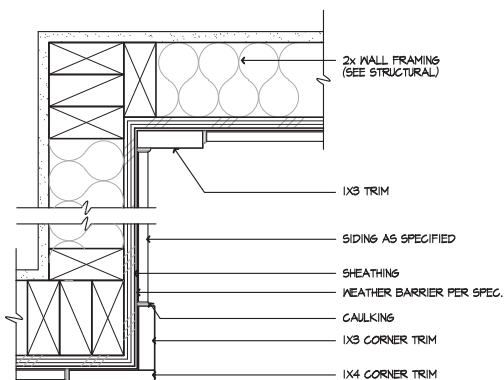 2x WALL FRAMING
(SEE STRUCTURAL)
1X3 TRIM
SIDING AS SPECIFIED
SHEATHING
WEATHER BARRIER PER SPEC.
CAULKING
1X3 CORNER TRIM
1X4 CORNER TRIM